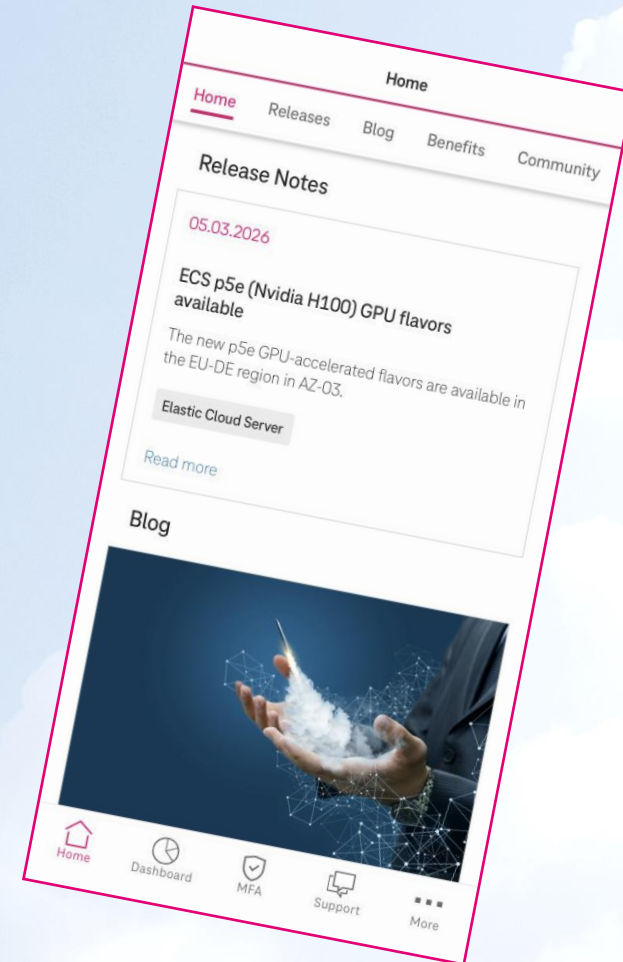 Home
Home Releases Blog Benefits Community
Release Notes
05.03.2026
ECS p5e (Nvidia H100) GPU flavors
available
The new p5e GPU-accelerated flavors are available in
the EU-DE region in AZ-03.
Elastic Cloud Server
Read more
Blog
Home Dashboard MFA Support More